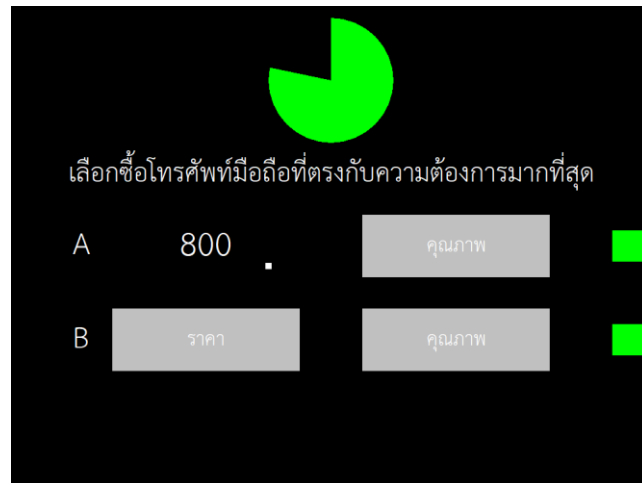 เลือกซื้อโทรศัพท์มือถือที่ตรงกับความต้องการมากที่สุด
A 800 คุณภาพ
B ราคา คุณภาพ